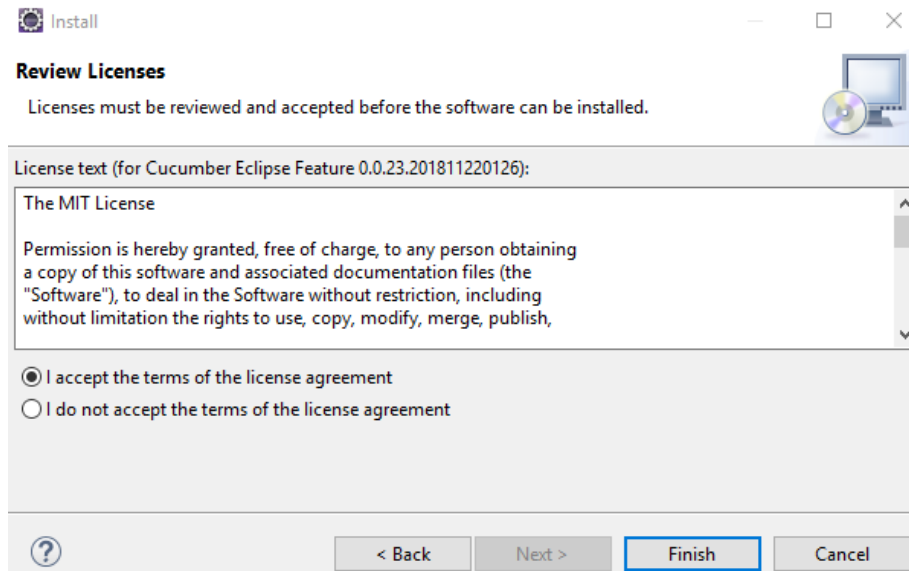 Install
Review Licenses
Licenses must be reviewed and accepted before the software can be installed.
License text (for Cucumber Eclipse Feature 0.0.23.201811220126):
The MIT License
Permission is hereby granted, free of charge, to any person obtaining
a copy of this software and associated documentation files (the
"Software"), to deal in the Software without restriction, including
without limitation the rights to use, copy, modify, merge, publish,
I accept the terms of the license agreement
I do not accept the terms of the license agreement
? < Back Next > Finish Cancel